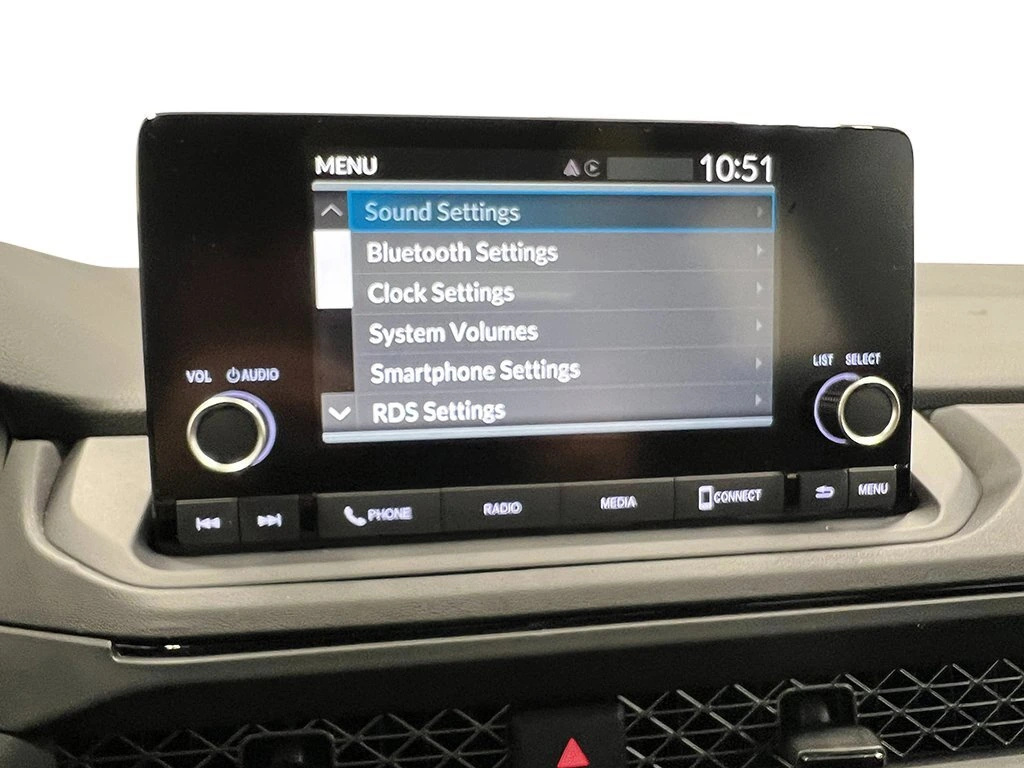 MENU 10:51
Sound Settings
Bluetooth Settings
Clock Settings
System Volumes
Smartphone Settings
RDS Settings
VOL AUDIO
LIST SELECT
PHONE RADIO MEDIA CONNECT MENU